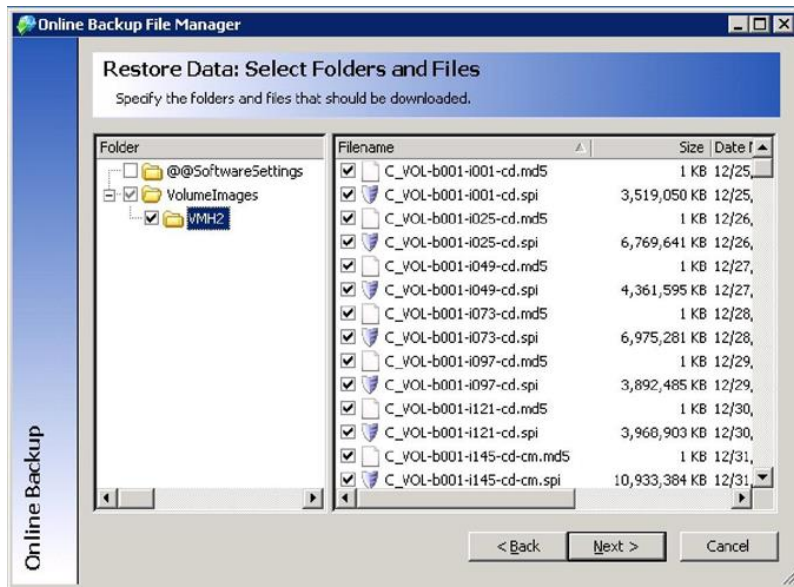 Online Backup File Manager
Restore Data: Select Folders and Files
Specify the folders and files that should be downloaded.
Folder
@@SoftwareSettings
VolumeImages
VMH2
Filename Size Date
C_VOL-b001-i001-cd.md5 1 KB 12/25,
C_VOL-b001-i001-cd.spi 3,519,050 KB 12/25,
C_VOL-b001-i025-cd.md5 1 KB 12/26,
C_VOL-b001-i025-cd.spi 6,769,641 KB 12/26,
C_VOL-b001-i049-cd.md5 1 KB 12/27,
C_VOL-b001-i049-cd.spi 4,361,595 KB 12/27,
C_VOL-b001-i073-cd.md5 1 KB 12/28,
C_VOL-b001-i073-cd.spi 6,975,281 KB 12/28,
C_VOL-b001-i097-cd.md5 1 KB 12/29,
C_VOL-b001-i097-cd.spi 3,892,485 KB 12/29,
C_VOL-b001-i121-cd.md5 1 KB 12/30,
C_VOL-b001-i121-cd.spi 3,968,903 KB 12/30,
C_VOL-b001-i145-cd-cm.md5 1 KB 12/31,
C_VOL-b001-i145-cd-cm.spi 10,933,384 KB 12/31,
Online Backup
< Back Next > Cancel